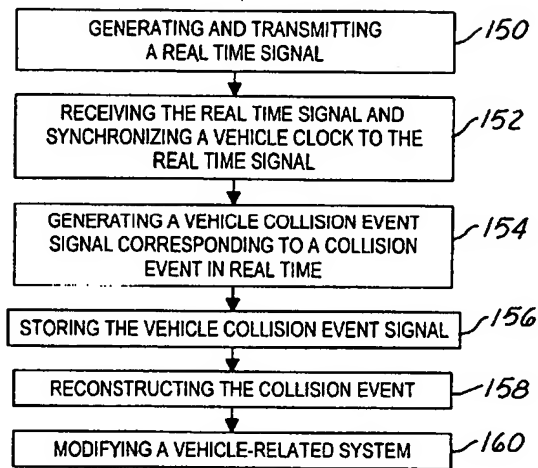 GENERATING AND TRANSMITTING
A REAL TIME SIGNAL
150
RECEIVING THE REAL TIME SIGNAL AND
SYNCHRONIZING A VEHICLE CLOCK TO THE
REAL TIME SIGNAL
152
GENERATING A VEHICLE COLLISION EVENT
SIGNAL CORRESPONDING TO A COLLISION
EVENT IN REAL TIME
154
STORING THE VEHICLE COLLISION EVENT SIGNAL
156
RECONSTRUCTING THE COLLISION EVENT
158
MODIFYING A VEHICLE-RELATED SYSTEM
160